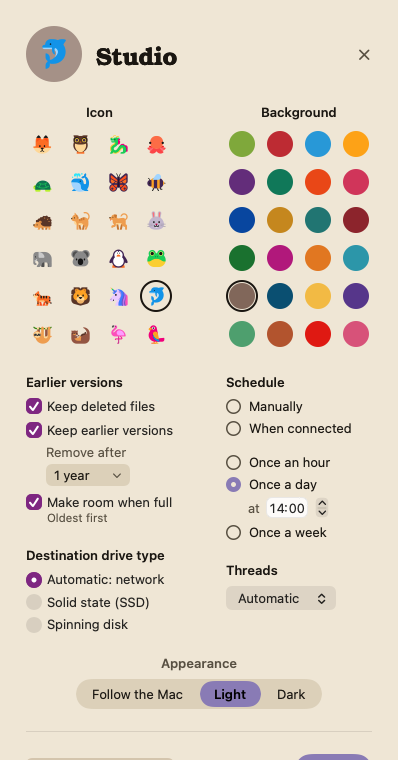 Studio
Icon
Background
Earlier versions
Keep deleted files
Keep earlier versions
Remove after
1 year
Make room when full
Oldest first
Destination drive type
Automatic: network
Solid state (SSD)
Spinning disk
Schedule
Manually
When connected
Once an hour
Once a day
at 14:00
Once a week
Threads
Automatic
Appearance
Follow the Mac
Light
Dark